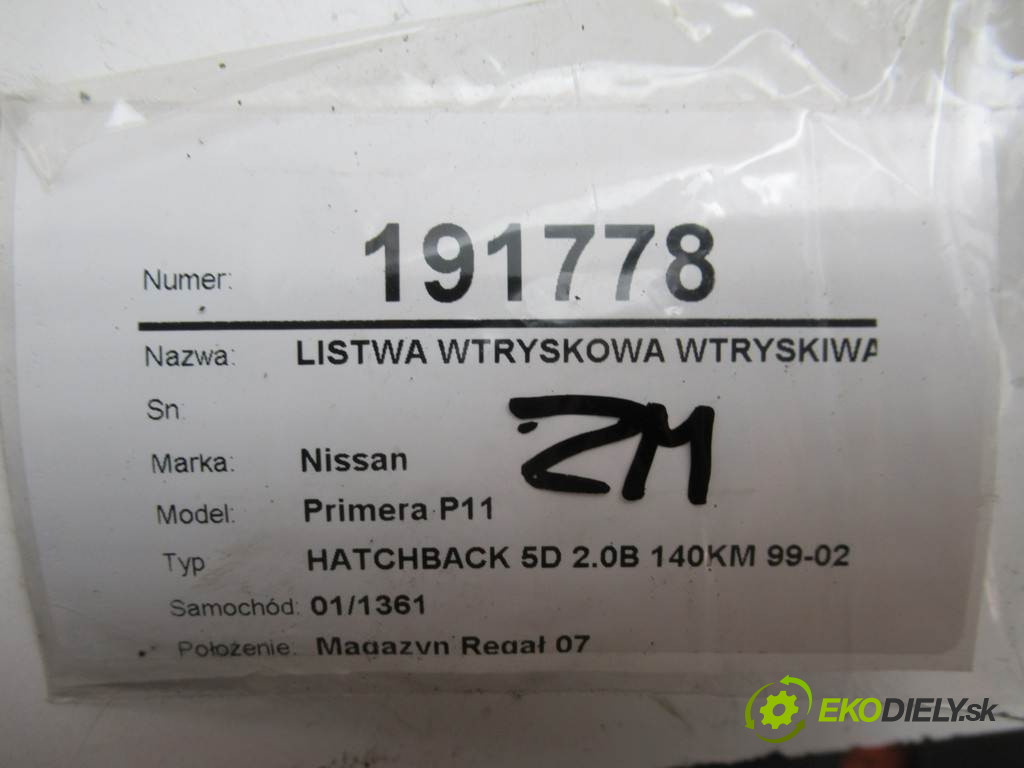 Numer: 191778
Nazwa: LISTWA WTRYSKOWA WTRYSKIWA
Sn:
ZM
Marka: Nissan
Model: Primera P11
Typ HATCHBACK 5D 2.0B 140KM 99-02
Samochód: 01/1361
Położenie: Magazyn Regał 07
EKODIELY.sk